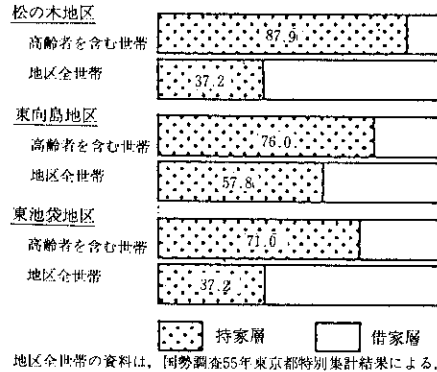 松の木地区
高齢者を含む世帯 87.9
地区全世帯 37.2
東向島地区
高齢者を含む世帯 76.0
地区全世帯 57.8
東池袋地区
高齢者を含む世帯 71.0
地区全世帯 37.2
持家層 借家層
地区全世帯の資料は,国勢調査55年東京都特別集計結果による.